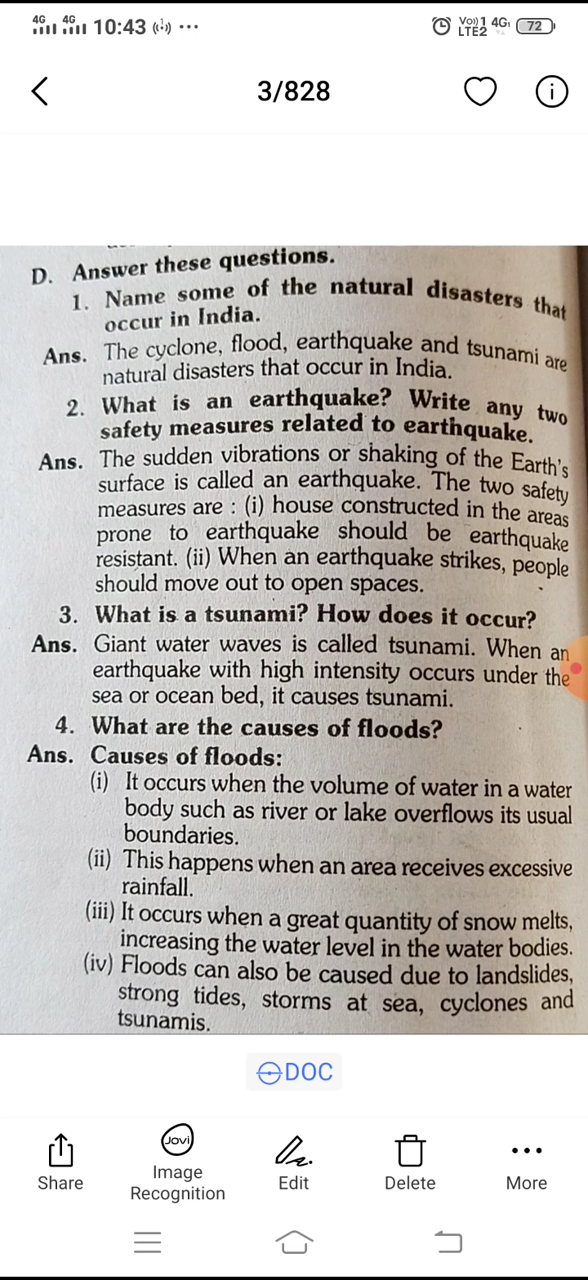 4G 4G 10:43 ...
Vo)) 1 4G 72
LTE2
3/828
D. Answer these questions.
1. Name some of the natural disasters that
occur in India.
Ans. The cyclone, flood, earthquake and tsunami are
natural disasters that occur in India.
2. What is an earthquake? Write any two
safety measures related to earthquake.
Ans. The sudden vibrations or shaking of the Earth's
surface is called an earthquake. The two safety
measures are : (i) house constructed in the areas
prone to earthquake should be earthquake
resistant. (ii) When an earthquake strikes, people
should move out to open spaces.
3. What is a tsunami? How does it occur?
Ans. Giant water waves is called tsunami. When an
earthquake with high intensity occurs under the
sea or ocean bed, it causes tsunami.
4. What are the causes of floods?
Ans. Causes of floods:
(i) It occurs when the volume of water in a water
body such as river or lake overflows its usual
boundaries.
(ii) This happens when an area receives excessive
rainfall.
(iii) It occurs when a great quantity of snow melts,
increasing the water level in the water bodies.
(iv) Floods can also be caused due to landslides,
strong tides, storms at sea, cyclones and
tsunamis.
DOC
Jovi
Share Image Recognition Edit Delete More